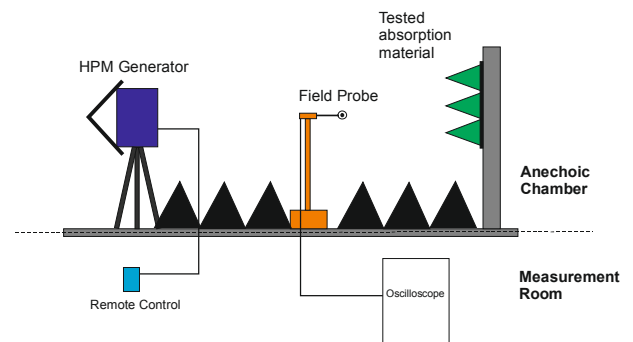 Tested
absorption
material
HPM Generator
Field Probe
Anechoic
Chamber
Measurement
Room
Oscilloscope
Remote Control